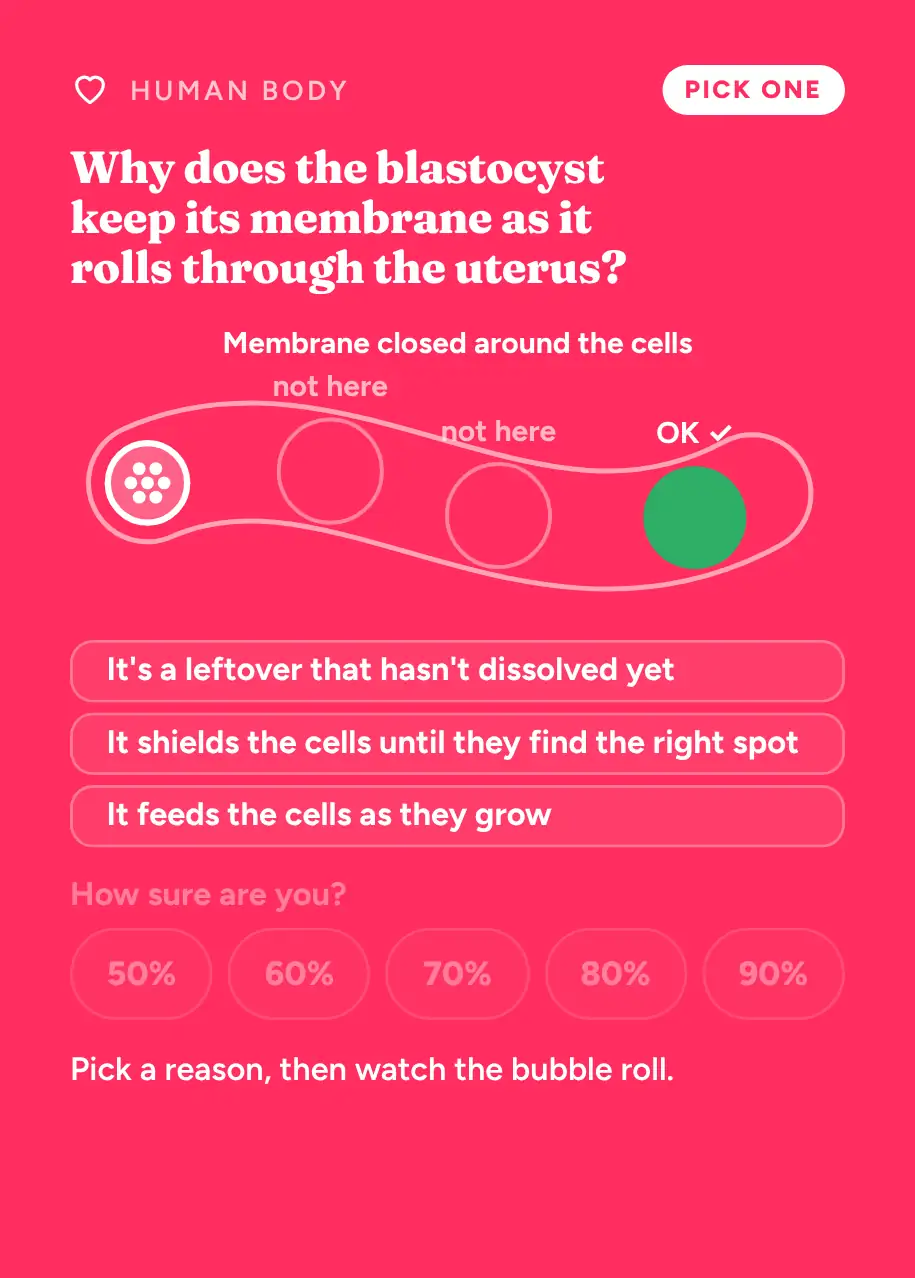 HUMAN BODY
PICK ONE
Why does the blastocyst
keep its membrane as it
rolls through the uterus?
Membrane closed around the cells
not here
not here
OK ✓
It's a leftover that hasn't dissolved yet
It shields the cells until they find the right spot
It feeds the cells as they grow
How sure are you?
50%
60%
70%
80%
90%
Pick a reason, then watch the bubble roll.